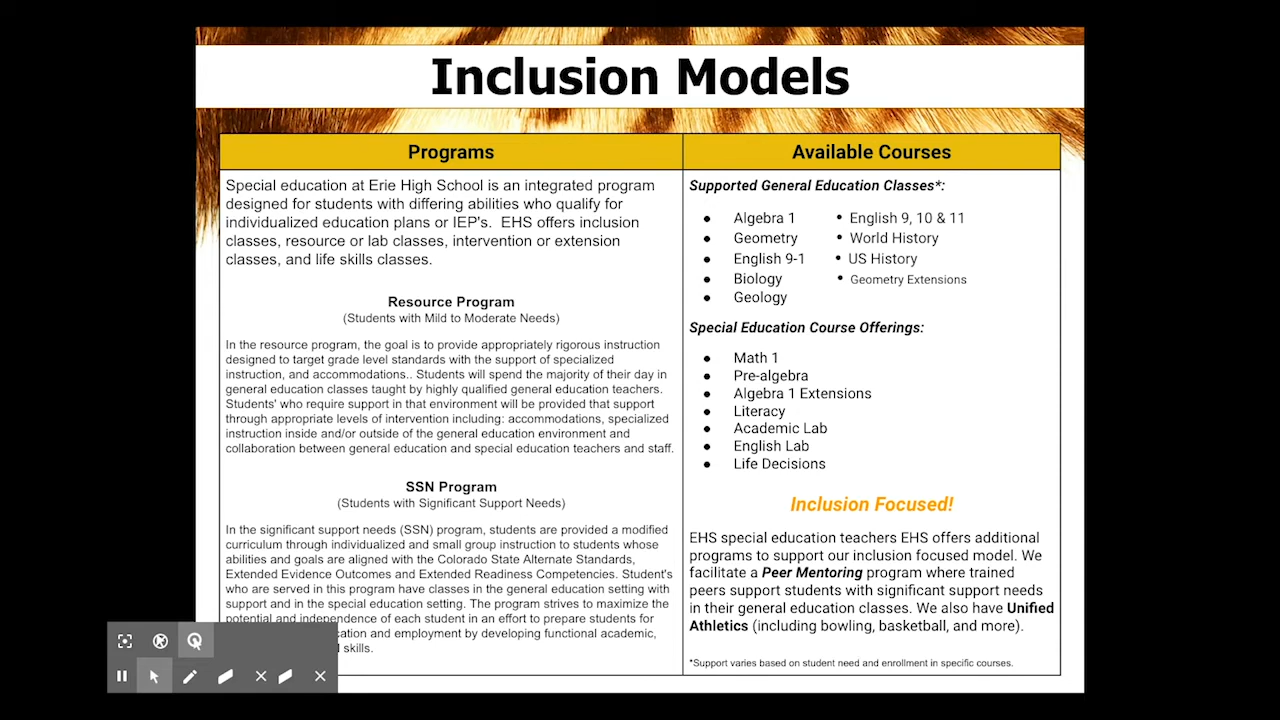 Inclusion Models
Programs
Special education at Erie High School is an integrated program
designed for students with differing abilities who qualify for
individualized education plans or IEP's.  EHS offers inclusion
classes, resource or lab classes, intervention or extension
classes, and life skills classes.
Resource Program
(Students with Mild to Moderate Needs)
In the resource program, the goal is to provide appropriately rigorous instruction
designed to target grade level standards with the support of specialized
instruction, and accommodations.. Students will spend the majority of their day in
general education classes taught by highly qualified general education teachers.
Students' who require support in that environment will be provided that support
through appropriate levels of intervention including: accommodations, specialized
instruction inside and/or outside of the general education environment and
collaboration between general education and special education teachers and staff.
SSN Program
(Students with Significant Support Needs)
In the significant support needs (SSN) program, students are provided a modified
curriculum through individualized and small group instruction to students whose
abilities and goals are aligned with the Colorado State Alternate Standards,
Extended Evidence Outcomes and Extended Readiness Competencies. Student's
who are served in this program have classes in the general education setting with
support and in the special education setting. The program strives to maximize the
potential and independence of each student in an effort to prepare students for
and employment by developing functional academic,
skills.
Available Courses
Supported General Education Classes*:
● Algebra 1 • English 9, 10 & 11
● Geometry • World History
● English 9-1 • US History
● Biology • Geometry Extensions
● Geology
Special Education Course Offerings:
● Math 1
● Pre-algebra
● Algebra 1 Extensions
● Literacy
● Academic Lab
● English Lab
● Life Decisions
Inclusion Focused!
EHS special education teachers EHS offers additional
programs to support our inclusion focused model. We
facilitate a Peer Mentoring program where trained
peers support students with significant support needs
in their general education classes. We also have Unified
Athletics (including bowling, basketball, and more).
*Support varies based on student need and enrollment in specific courses.